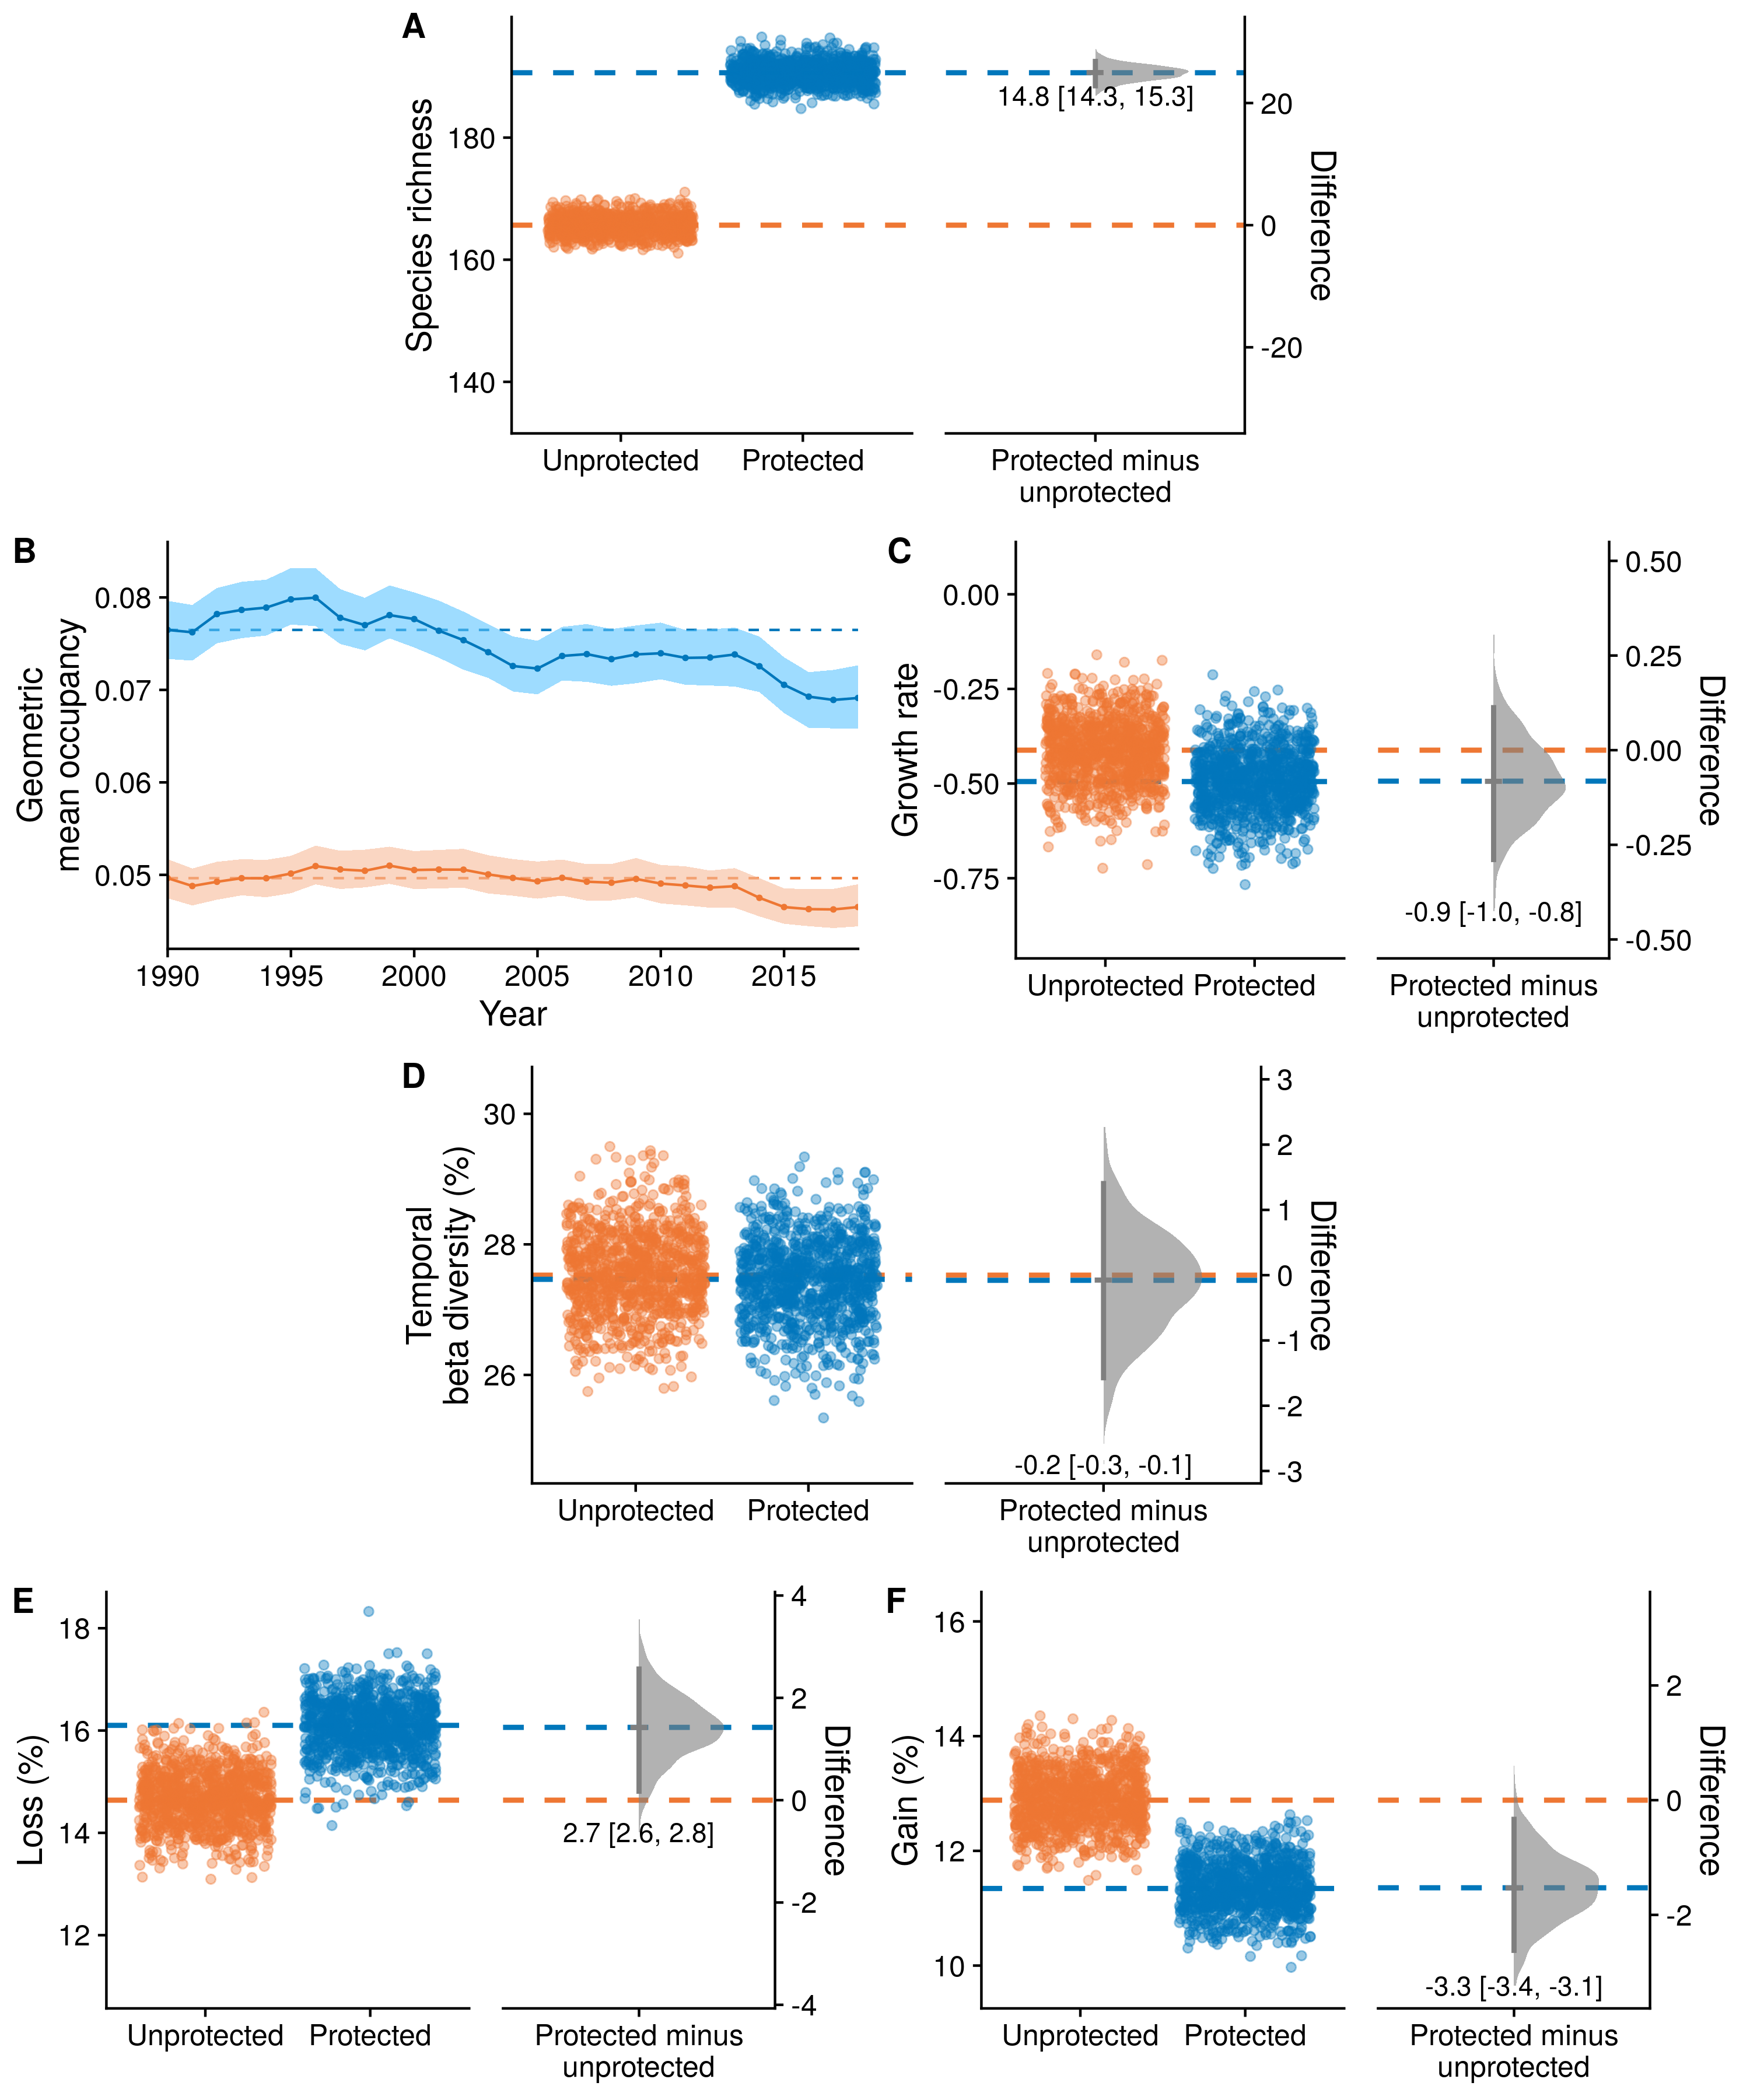 A
Species richness
180
160
140
14.8 [14.3, 15.3]
20
0
-20
Difference
Unprotected
Protected
Protected minus
unprotected
B
Geometric
mean occupancy
0.08
0.07
0.06
0.05
1990
1995
2000
2005
2010
2015
Year
C
Growth rate
0.00
-0.25
-0.50
-0.75
0.50
0.25
0.00
-0.25
-0.50
Difference
-0.9 [-1.0, -0.8]
Unprotected
Protected
Protected minus
unprotected
D
Temporal
beta diversity (%)
30
28
26
3
2
1
0
-1
-2
-3
Difference
-0.2 [-0.3, -0.1]
Unprotected
Protected
Protected minus
unprotected
E
Loss (%)
18
16
14
12
4
2
0
-2
-4
Difference
2.7 [2.6, 2.8]
Unprotected
Protected
Protected minus
unprotected
F
Gain (%)
16
14
12
10
2
0
-2
Difference
-3.3 [-3.4, -3.1]
Unprotected
Protected
Protected minus
unprotected